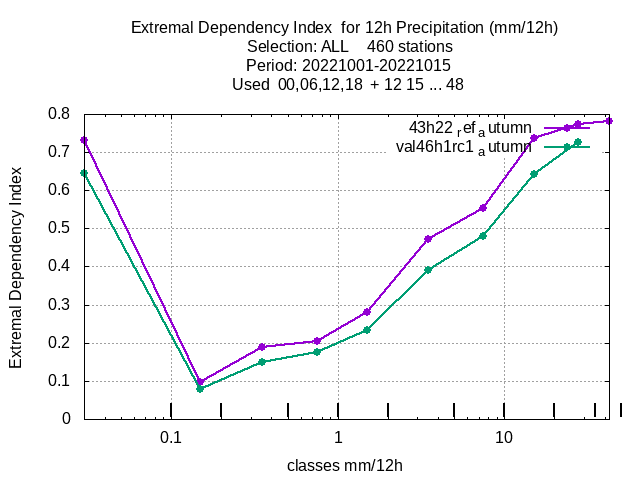 Extremal Dependency Index  for 12h Precipitation (mm/12h)
Selection: ALL    460 stations
Period: 20221001-20221015
Used  00,06,12,18  + 12 15 ... 48
Extremal Dependency Index
0.8
0.7
0.6
0.5
0.4
0.3
0.2
0.1
0
43h22 ref a utumn
val46h1rc1 a utumn
0.1
1
10
classes mm/12h